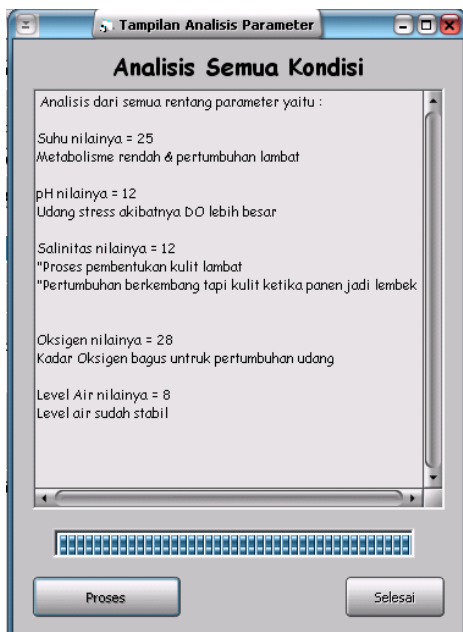 Tampilan Analisis Parameter
Analisis Semua Kondisi
Analisis dari semua rentang parameter yaitu :
Suhu nilainya = 25
Metabolisme rendah & pertumbuhan lambat
pH nilainya = 12
Udang stress akibatnya DO lebih besar
Salinitas nilainya = 12
"Proses pembentukan kulit lambat
"Pertumbuhan berkembang tapi kulit ketika panen jadi lembek
Oksigen nilainya = 28
Kadar Oksigen bagus untruk pertumbuhan udang
Level Air nilainya = 8
Level air sudah stabil
Proses
Selesai